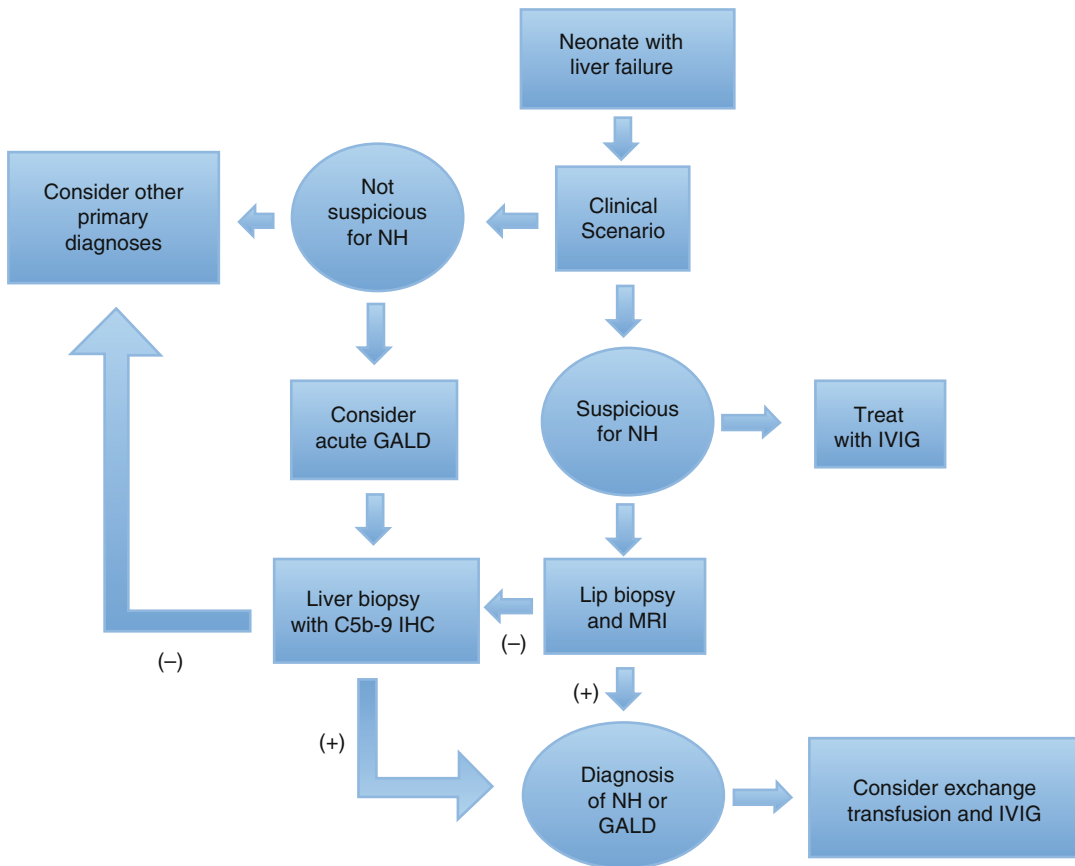 Neonate with
liver failure
Consider other
primary
diagnoses
Not
suspicious
for NH
Clinical
Scenario
Consider
acute GALD
Suspicious
for NH
Treat
with IVIG
Liver biopsy
with C5b-9 IHC
Lip biopsy
and MRI
(–)
(–)
(+)
(+)
Diagnosis
of NH or
GALD
Consider exchange
transfusion and IVIG